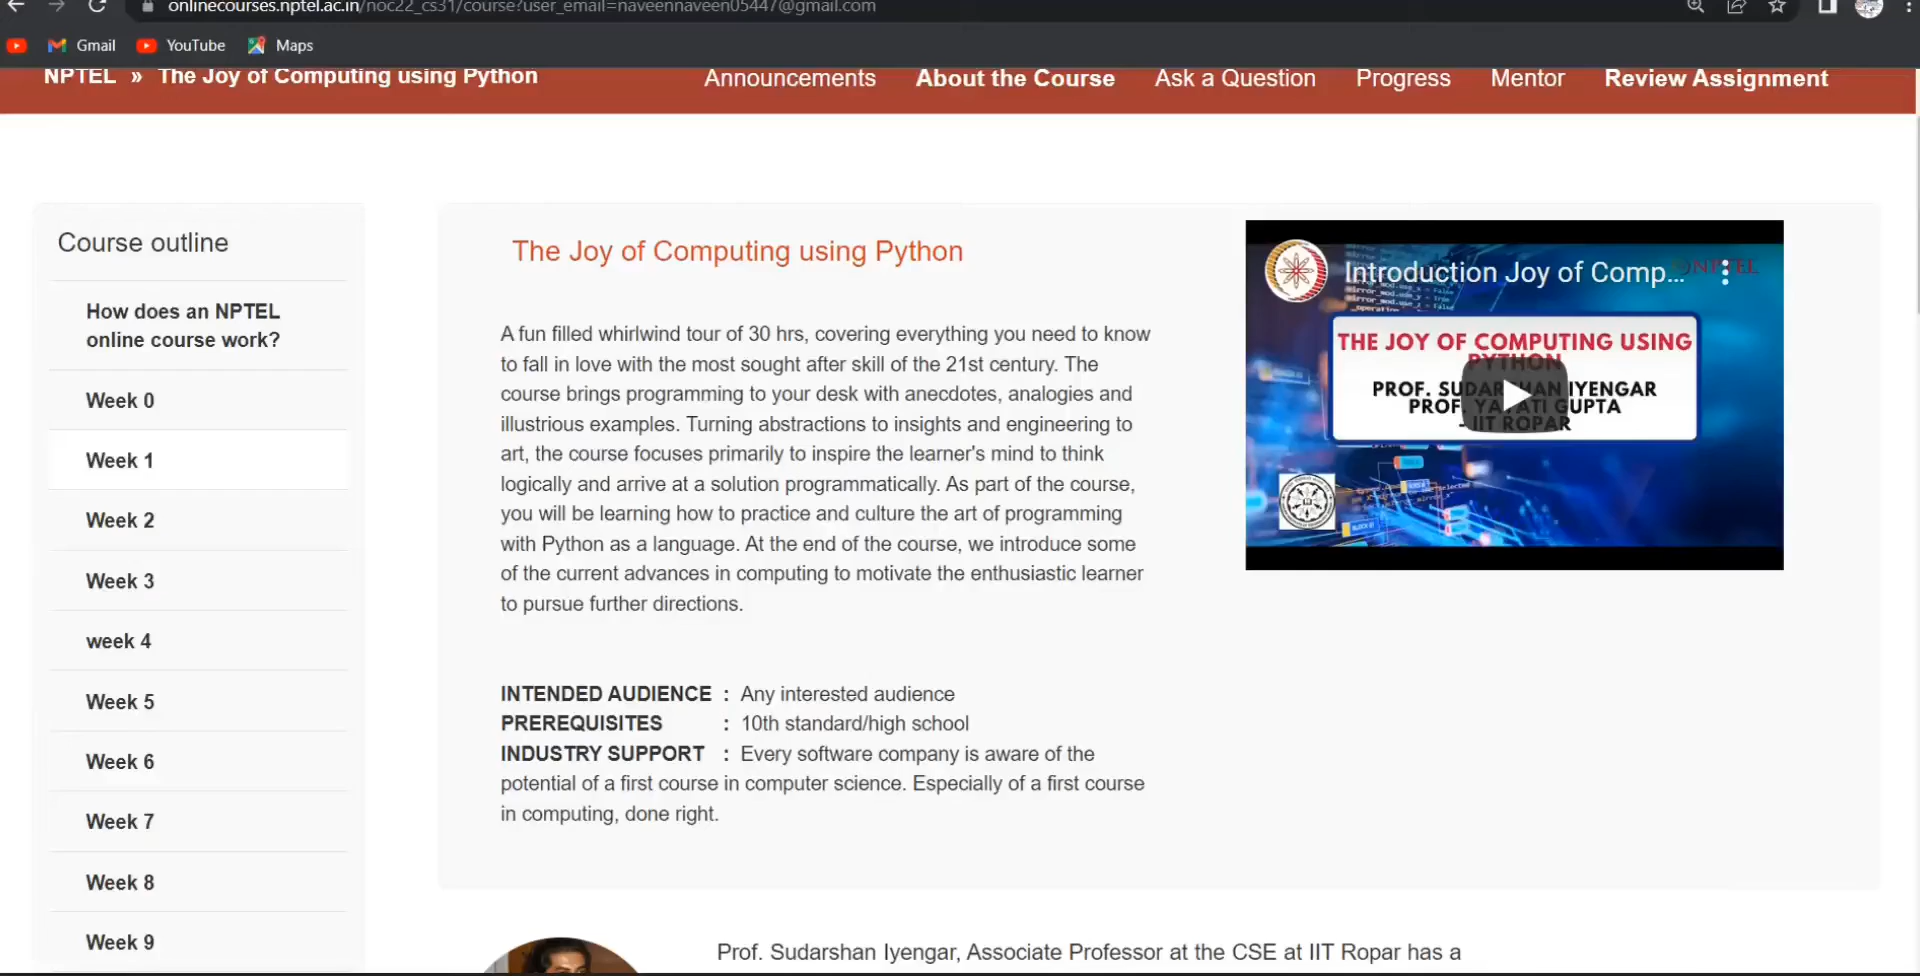 onlinecourses.nptel.ac.in/noc22_cs31/course?user_email=naveennaveen05447@gmail.com
Gmail YouTube Maps
NPTEL » The Joy of Computing using Python
Announcements About the Course Ask a Question Progress Mentor Review Assignment
Course outline
How does an NPTEL
online course work?
Week 0
Week 1
Week 2
Week 3
week 4
Week 5
Week 6
Week 7
Week 8
Week 9
The Joy of Computing using Python
A fun filled whirlwind tour of 30 hrs, covering everything you need to know
to fall in love with the most sought after skill of the 21st century. The
course brings programming to your desk with anecdotes, analogies and
illustrious examples. Turning abstractions to insights and engineering to
art, the course focuses primarily to inspire the learner's mind to think
logically and arrive at a solution programmatically. As part of the course,
you will be learning how to practice and culture the art of programming
with Python as a language. At the end of the course, we introduce some
of the current advances in computing to motivate the enthusiastic learner
to pursue further directions.
INTENDED AUDIENCE : Any interested audience
PREREQUISITES : 10th standard/high school
INDUSTRY SUPPORT : Every software company is aware of the
potential of a first course in computer science. Especially of a first course
in computing, done right.
Introduction Joy of Comp...
NPTEL
THE JOY OF COMPUTING USING
PYTHON
PROF. SUDARSHAN IYENGAR
PROF. YAYATI GUPTA
- IIT ROPAR
Prof. Sudarshan Iyengar, Associate Professor at the CSE at IIT Ropar has a